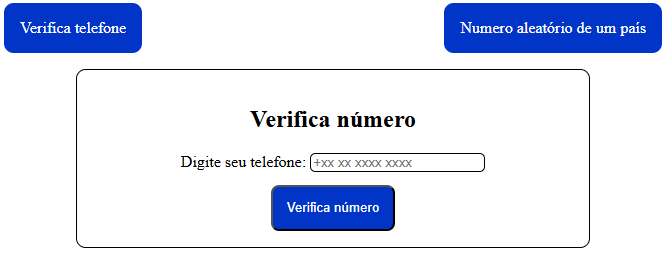 Verifica telefone
Numero aleatório de um país
Verifica número
Digite seu telefone: +xx xx xxxx xxxx
Verifica número